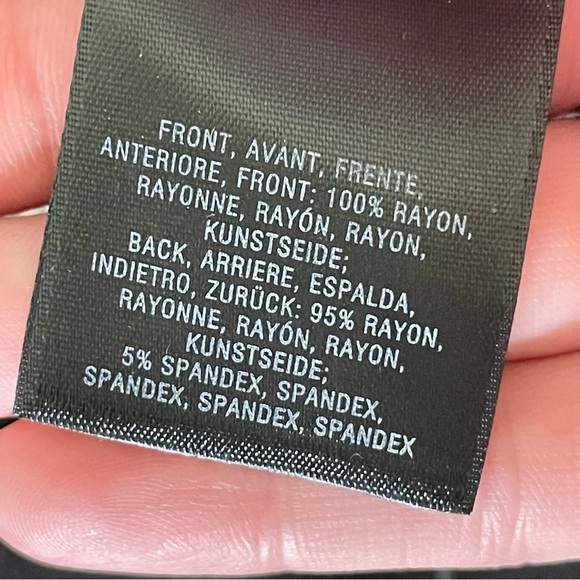 FRONT, AVANT, FRENTE,
ANTERIORE, FRONT: 100% RAYON,
RAYONNE, RAYÓN, RAYON,
KUNSTSEIDE;
BACK, ARRIERE, ESPALDA,
INDIETRO, ZURÜCK: 95% RAYON,
RAYONNE, RAYÓN, RAYON,
KUNSTSEIDE;
5% SPANDEX, SPANDEX,
SPANDEX, SPANDEX, SPANDEX